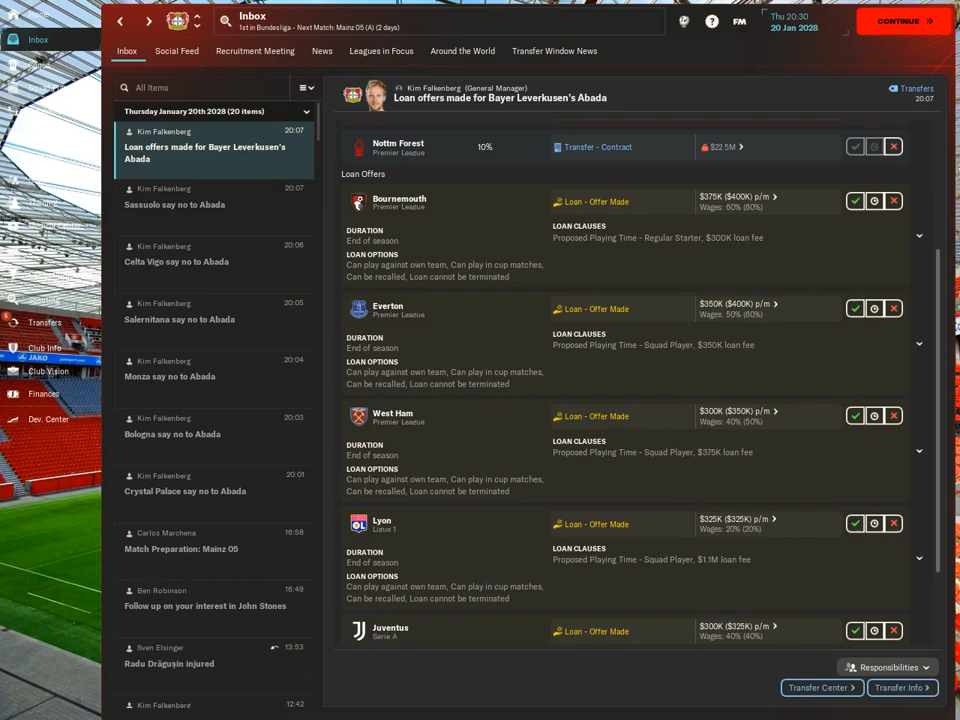 Home
Inbox
1st in Bundesliga - Next Match: Mainz 05 (A) (2 days)
?
FM
Thu 20:30
20 Jan 2028
CONTINUE
Inbox
Inbox
Social Feed
Recruitment Meeting
News
Leagues in Focus
Around the World
Transfer Window News
All Items
Thursday January 20th 2028 (20 items)
Kim Falkenberg
20:07
Loan offers made for Bayer Leverkusen's
Abada
Kim Falkenberg
20:07
Sassuolo say no to Abada
Kim Falkenberg
20:06
Celta Vigo say no to Abada
Kim Falkenberg
20:05
Salernitana say no to Abada
Kim Falkenberg
20:04
Monza say no to Abada
Kim Falkenberg
20:03
Bologna say no to Abada
Kim Falkenberg
20:01
Crystal Palace say no to Abada
Carlos Marchena
16:58
Match Preparation: Mainz 05
Ben Robinson
16:49
Follow up on your interest in John Stones
Sven Elsinger
13:53
Radu Drăgușin injured
Kim Falkenberg
12:42
5
Transfers
Club Info
JAKO
Club Vision
Finances
Dev. Center
Kim Falkenberg (General Manager)
Loan offers made for Bayer Leverkusen's Abada
Transfers
20:07
Nottm Forest
Premier League
10%
Transfer - Contract
$22.5M
Loan Offers
Bournemouth
Premier League
Loan - Offer Made
$375K ($400K) p/m
Wages: 60% (60%)
DURATION
End of season
LOAN OPTIONS
Can play against own team, Can play in cup matches,
Can be recalled, Loan cannot be terminated
LOAN CLAUSES
Proposed Playing Time - Regular Starter, $300K loan fee
Everton
Premier League
Loan - Offer Made
$350K ($400K) p/m
Wages: 50% (60%)
DURATION
End of season
LOAN OPTIONS
Can play against own team, Can play in cup matches,
Can be recalled, Loan cannot be terminated
LOAN CLAUSES
Proposed Playing Time - Squad Player, $350K loan fee
West Ham
Premier League
Loan - Offer Made
$300K ($350K) p/m
Wages: 40% (50%)
DURATION
End of season
LOAN OPTIONS
Can play against own team, Can play in cup matches,
Can be recalled, Loan cannot be terminated
LOAN CLAUSES
Proposed Playing Time - Squad Player, $375K loan fee
OL
Lyon
Ligue 1
Loan - Offer Made
$325K ($325K) p/m
Wages: 20% (20%)
DURATION
End of season
LOAN OPTIONS
Can play against own team, Can play in cup matches,
Can be recalled, Loan cannot be terminated
LOAN CLAUSES
Proposed Playing Time - Squad Player, $1.1M loan fee
Juventus
Serie A
Loan - Offer Made
$300K ($325K) p/m
Wages: 40% (40%)
Responsibilities
Transfer Center
Transfer Info